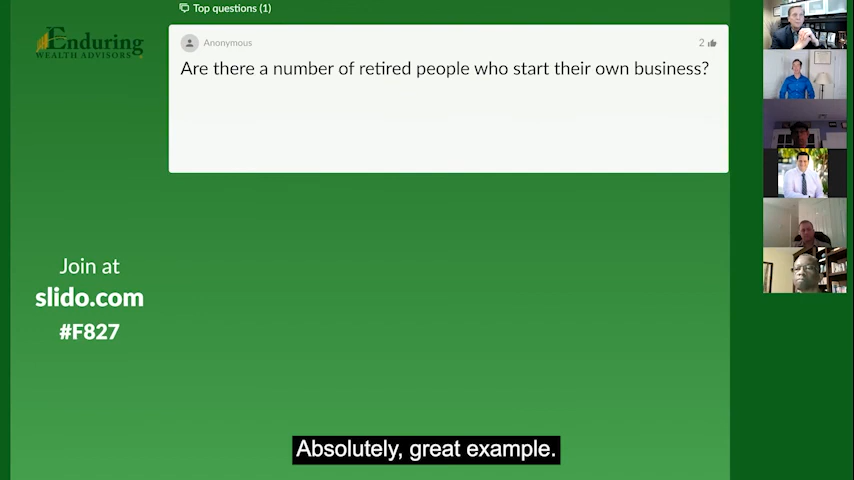 Top questions (1)
Enduring
WEALTH ADVISORS
Anonymous
2
Are there a number of retired people who start their own business?
Join at
slido.com
#F827
Absolutely, great example.